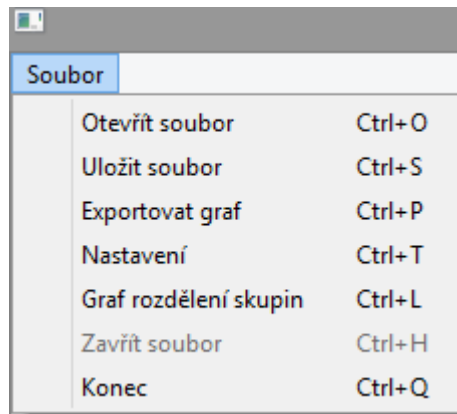 Soubor
Otevřít soubor Ctrl+O
Uložit soubor Ctrl+S
Exportovat graf Ctrl+P
Nastavení Ctrl+T
Graf rozdělení skupin Ctrl+L
Zavřít soubor Ctrl+H
Konec Ctrl+Q